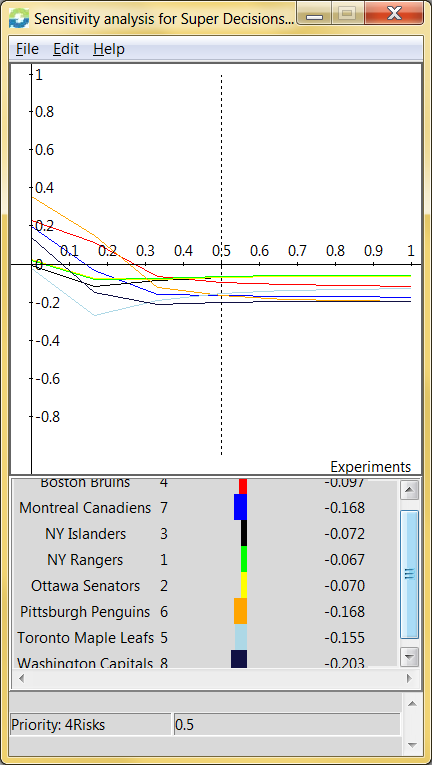 Sensitivity analysis for Super Decisions...
File Edit Help
1
0.8
0.6
0.4
0.2
0 0.1 0.2 0.3 0.4 0.5 0.6 0.7 0.8 0.9 1
-0.2
-0.4
-0.6
-0.8
Experiments
Boston Bruins 4 -0.097
Montreal Canadiens 7 -0.168
NY Islanders 3 -0.072
NY Rangers 1 -0.067
Ottawa Senators 2 -0.070
Pittsburgh Penguins 6 -0.168
Toronto Maple Leafs 5 -0.155
Washington Capitals 8 -0.203
Priority: 4Risks 0.5